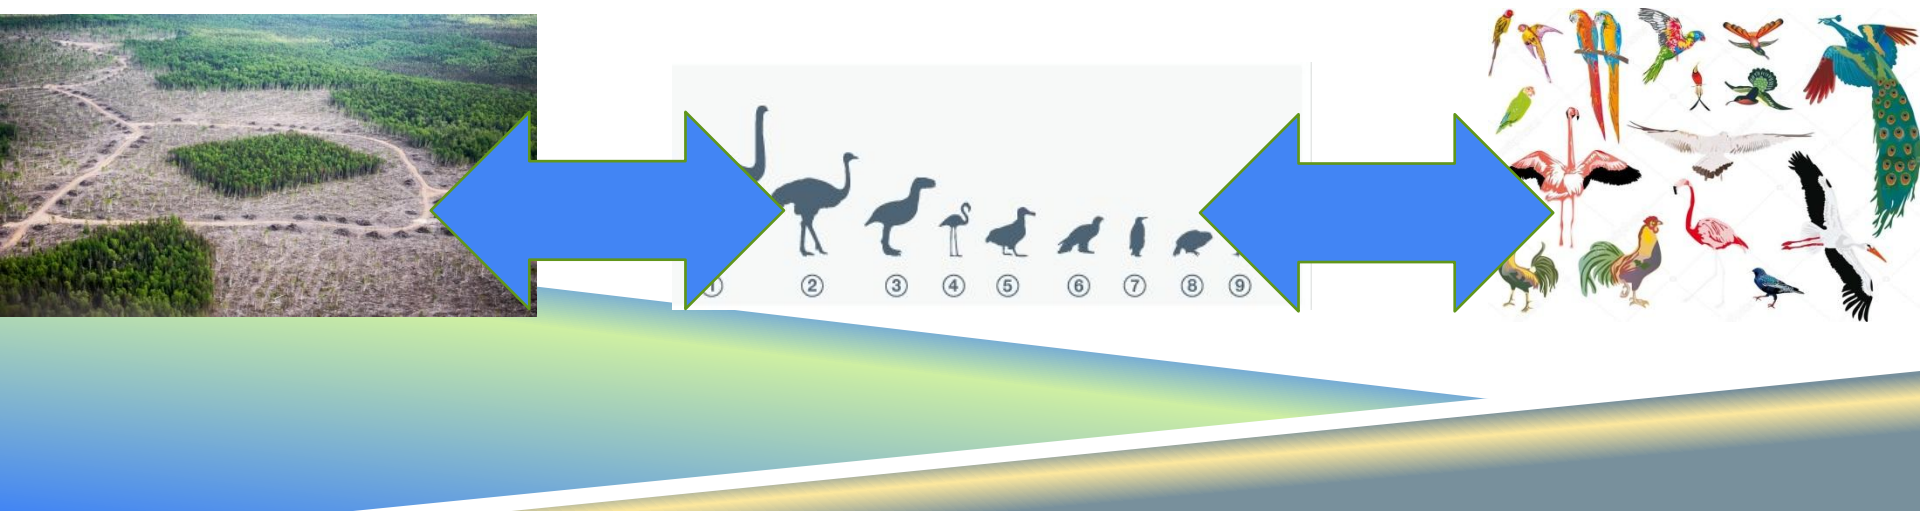 ① ② ③ ④ ⑤ ⑥ ⑦ ⑧ ⑨